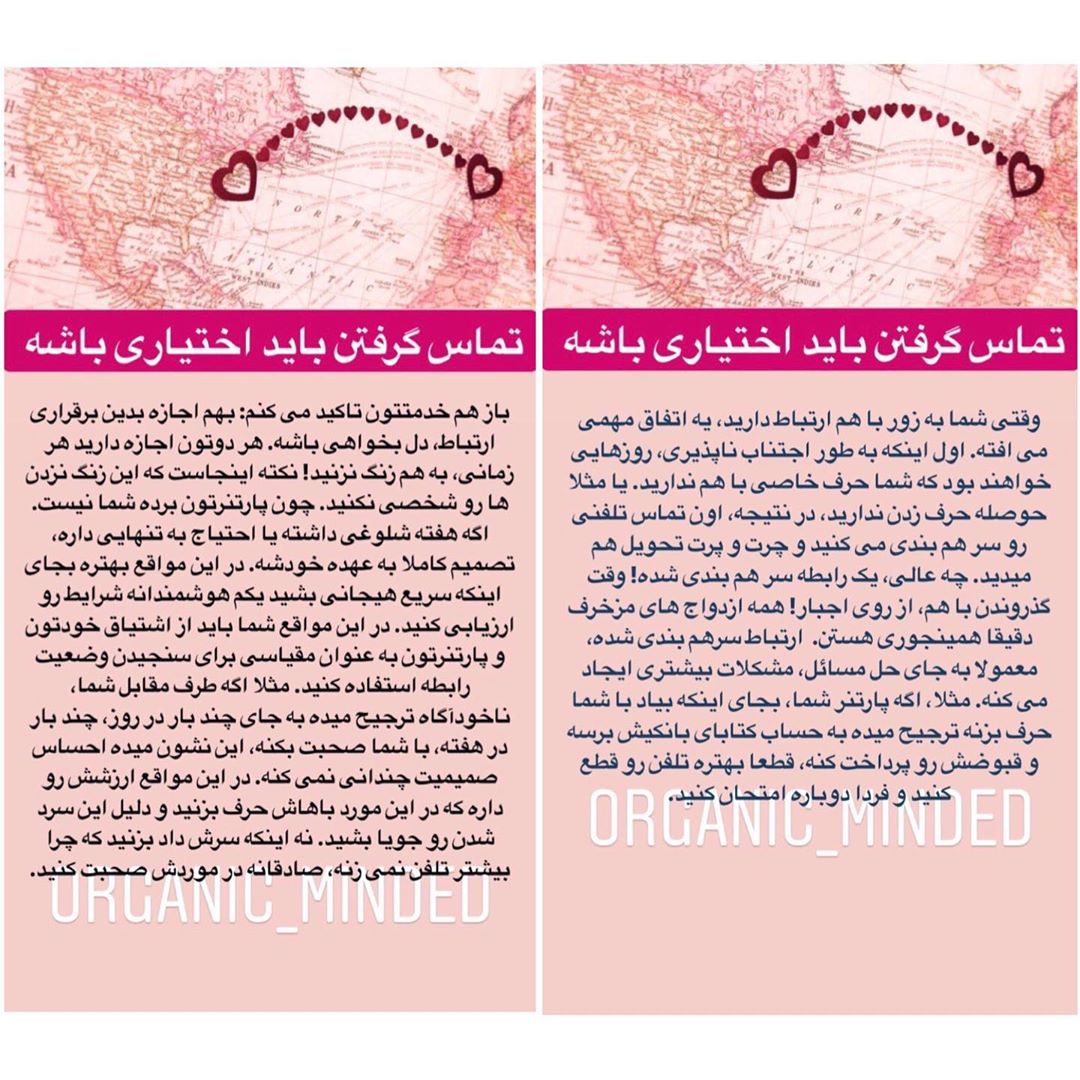 تماس گرفتن باید اختیاری باشه
وقتی شما به زور با هم ارتباط دارید، یه اتفاق مهمی
می افته. اول اینکه به طور اجتناب ناپذیری، روزهایی
خواهند بود که شما حرف خاصی با هم ندارید. یا مثلا
حوصله حرف زدن ندارید، در نتیجه، اون تماس تلفنی
رو سر هم بندی می کنید و چرت و پرت تحویل هم
میدید. چه عالی، یک رابطه سر هم بندی شده! وقت
گذروندن با هم، از روی اجبار! همه ازدواج های مزخرف
دقیقا همینجوری هستن. ارتباط سرهم بندی شده،
معمولا به جای حل مسائل، مشکلات بیشتری ایجاد
می کنه. مثلا، اگه پارتنر شما، بجای اینکه بیاد با شما
حرف بزنه ترجیح میده به حساب کتابای بانکیش برسه
و قبوضش رو پرداخت کنه، قطعا بهتره تلفن رو قطع
کنید و فردا دوباره امتحان کنید.
ORGANIC_MINDED
تماس گرفتن باید اختیاری باشه
باز هم خدمتتون تاکید می کنم: بهم اجازه بدین برقراری
ارتباط، دل بخواهی باشه. هر دوتون اجازه دارید هر
زمانی، به هم زنگ نزنید! نکته اینجاست که این زنگ نزدن
ها رو شخصی نکنید. چون پارتنرتون برده شما نیست.
اگه هفته شلوغی داشته یا احتیاج به تنهایی داره،
تصمیم کاملا به عهده خودشه. در این مواقع بهتره بجای
اینکه سریع هیجانی بشید یکم هوشمندانه شرایط رو
ارزیابی کنید. در این مواقع شما باید از اشتیاق خودتون
و پارتنرتون به عنوان مقیاسی برای سنجیدن وضعیت
رابطه استفاده کنید. مثلا اگه طرف مقابل شما،
ناخودآگاه ترجیح میده به جای چند بار در روز، چند بار
در هفته، با شما صحبت بکنه، این نشون میده احساس
صمیمیت چندانی نمی کنه. در این مواقع ارزشش رو
داره که در این مورد باهاش حرف بزنید و دلیل این سرد
شدن رو جویا بشید. نه اینکه سرش داد بزنید که چرا
بیشتر تلفن نمی زنه، صادقانه در موردش صحبت کنید.
ORGANIC_MINDED
NORTH
ATLANTIC
THE
WEST INDIES
NORTH
ATLANTIC
THE
WEST INDIES